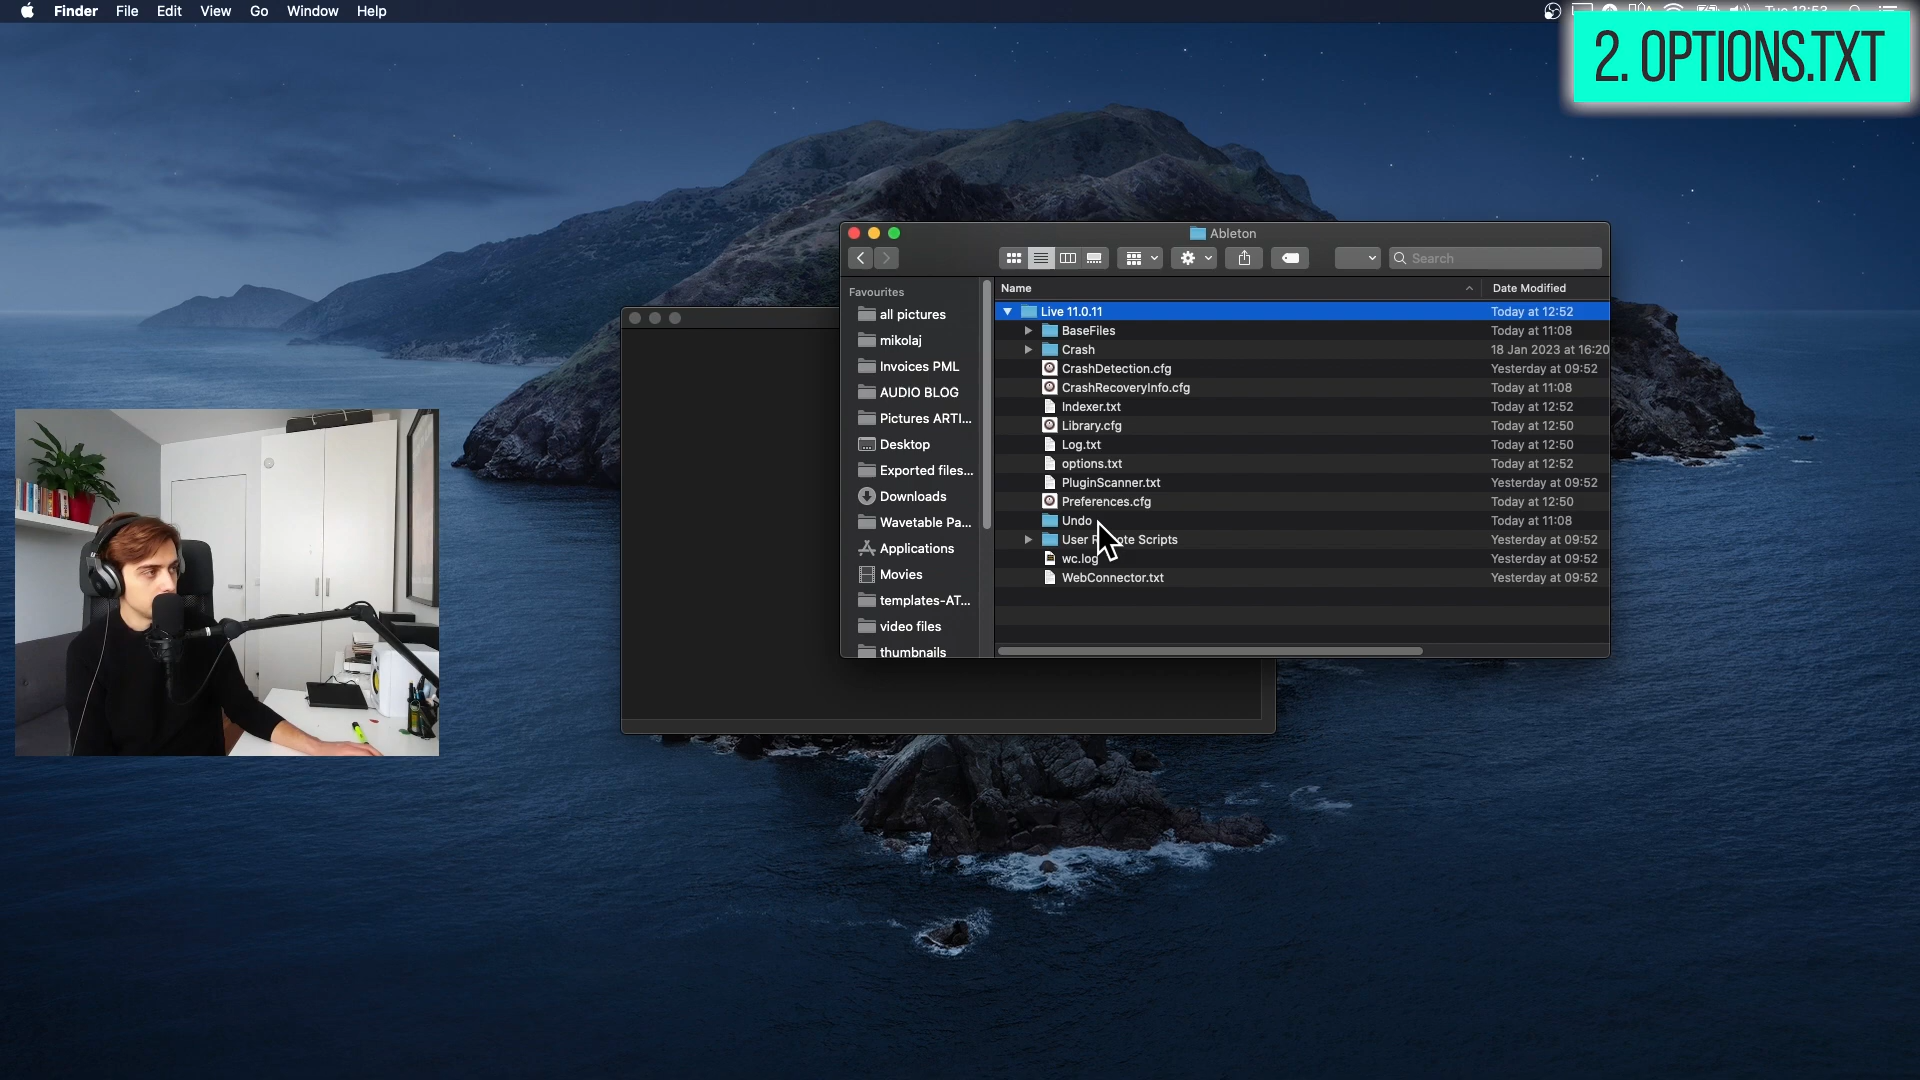 Finder File Edit View Go Window Help
2. OPTIONS.TXT
Ableton
Search
Favourites
all pictures
mikolaj
Invoices PML
AUDIO BLOG
Pictures ARTI...
Desktop
Exported files...
Downloads
Wavetable Pa...
Applications
Movies
templates-AT...
video files
thumbnails
Name Date Modified
Live 11.0.11 Today at 12:52
BaseFiles Today at 11:08
Crash 18 Jan 2023 at 16:20
CrashDetection.cfg Yesterday at 09:52
CrashRecoveryInfo.cfg Today at 11:08
Indexer.txt Today at 12:52
Library.cfg Today at 12:50
Log.txt Today at 12:50
options.txt Today at 12:52
PluginScanner.txt Yesterday at 09:52
Preferences.cfg Today at 12:50
Undo Today at 11:08
User Remote Scripts Yesterday at 09:52
wc.log Yesterday at 09:52
WebConnector.txt Yesterday at 09:52